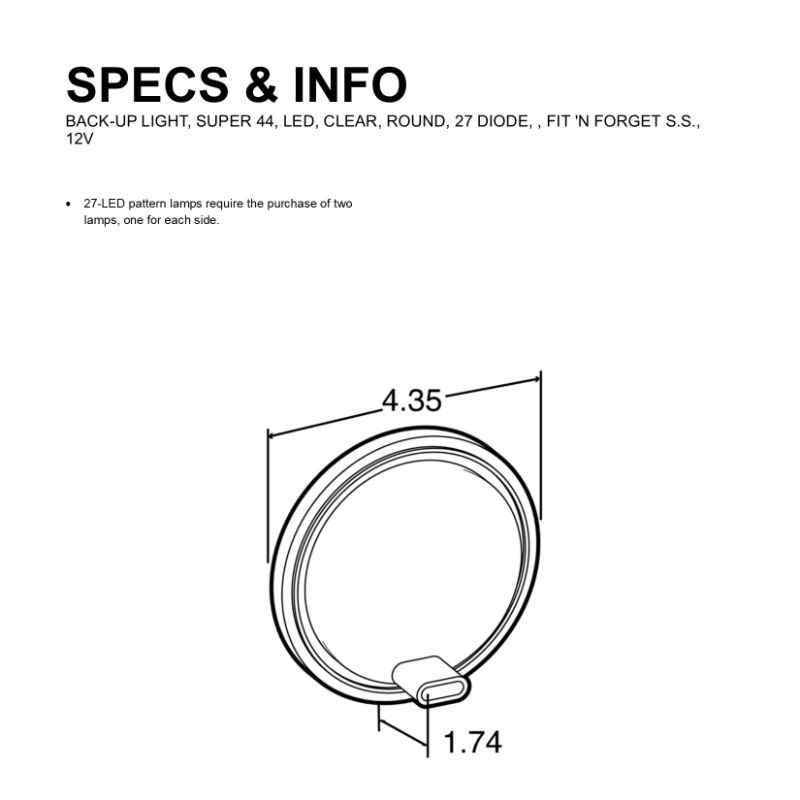 SPECS & INFO
BACK-UP LIGHT, SUPER 44, LED, CLEAR, ROUND, 27 DIODE, , FIT 'N FORGET S.S.,
12V
• 27-LED pattern lamps require the purchase of two
lamps, one for each side.
4.35
1.74